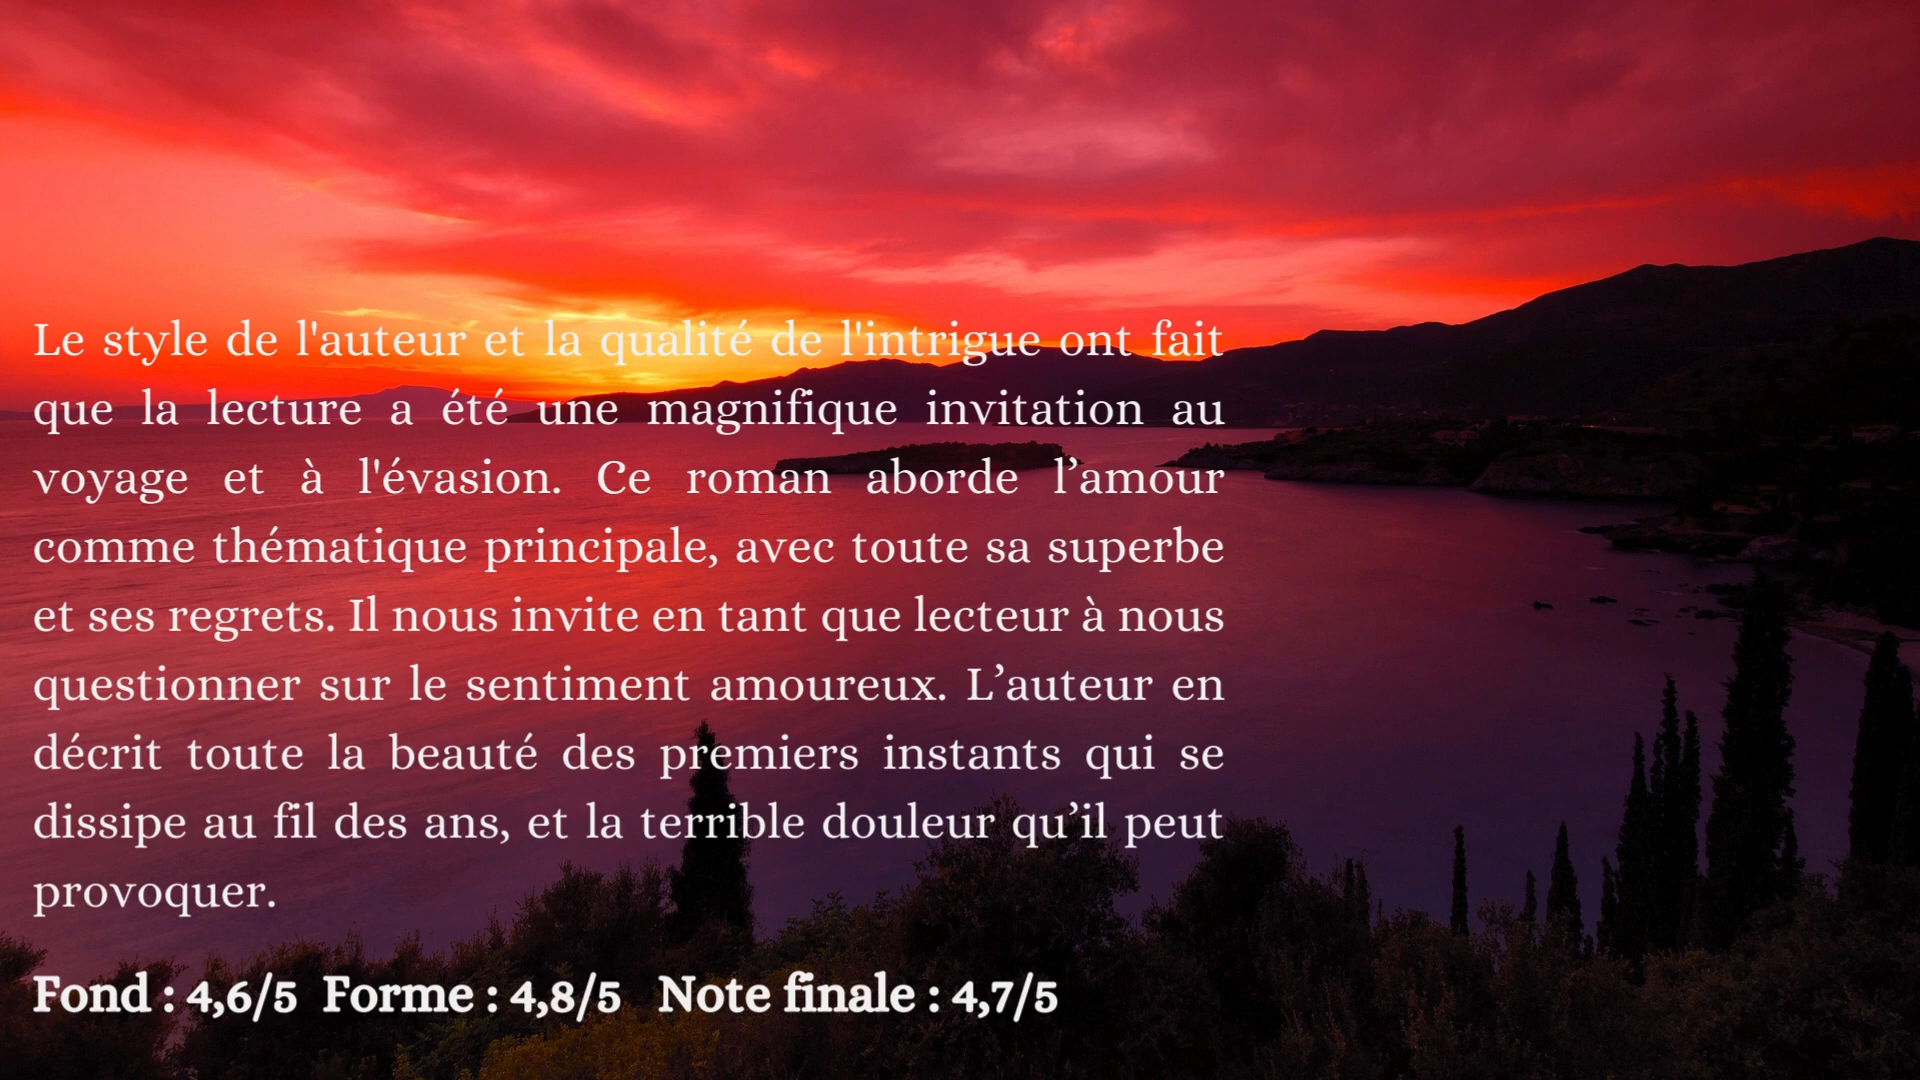 Le style de l'auteur et la qualité de l'intrigue ont fait
que la lecture a été une magnifique invitation au
voyage et à l'évasion. Ce roman aborde l’amour
comme thématique principale, avec toute sa superbe
et ses regrets. Il nous invite en tant que lecteur à nous
questionner sur le sentiment amoureux. L’auteur en
décrit toute la beauté des premiers instants qui se
dissipe au fil des ans, et la terrible douleur qu’il peut
provoquer.
Fond : 4,6/5 Forme : 4,8/5 Note finale : 4,7/5